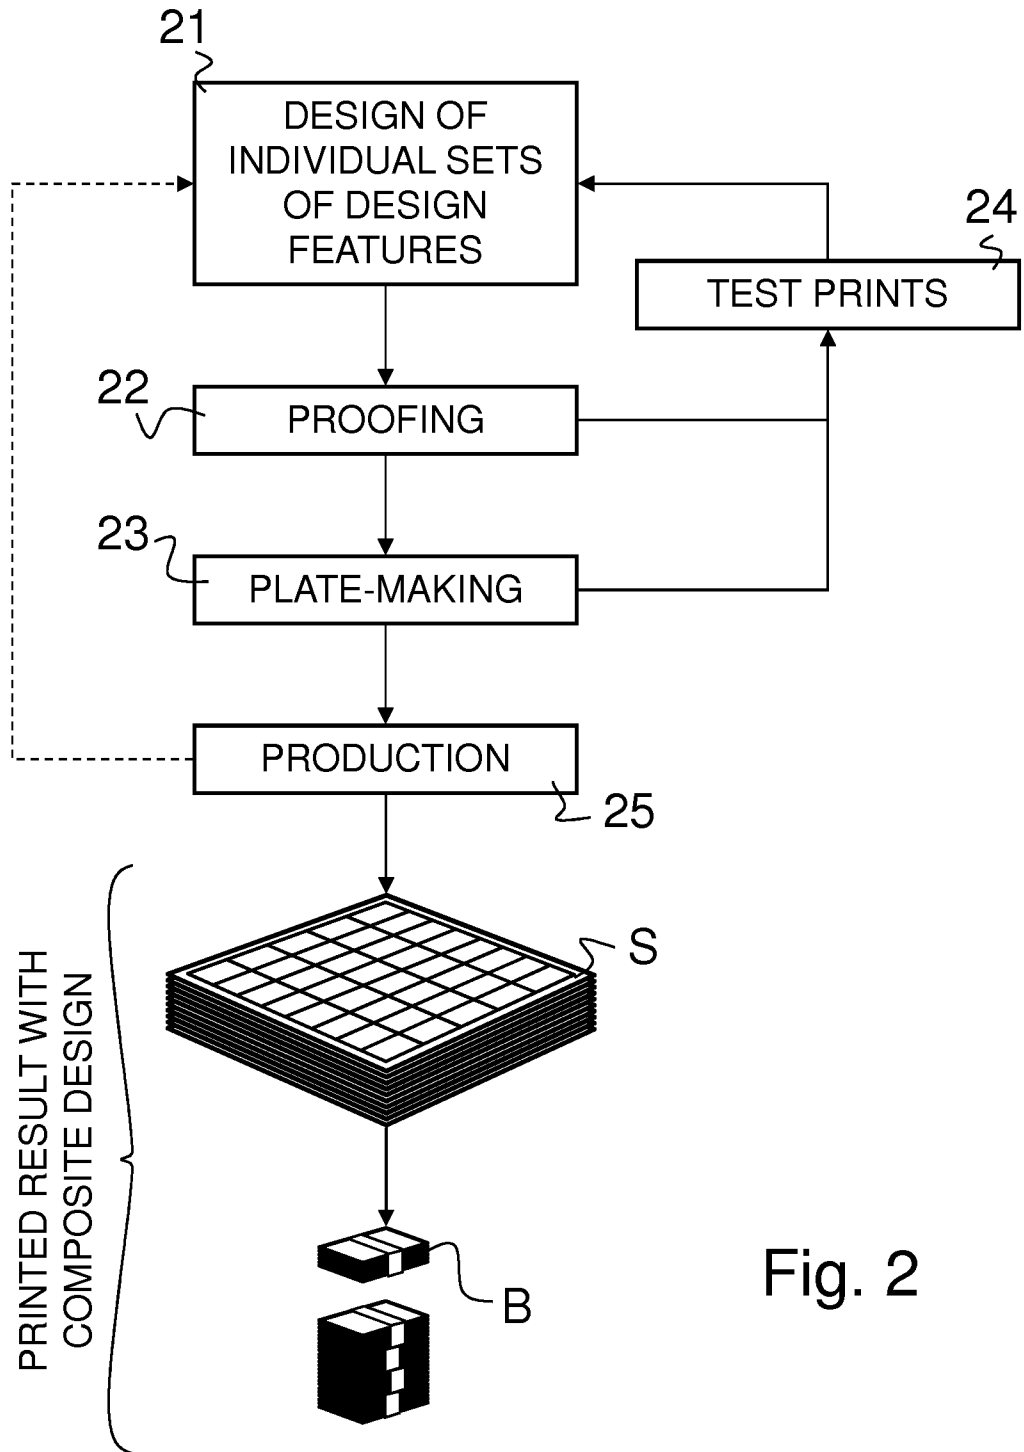 21
DESIGN OF
INDIVIDUAL SETS
OF DESIGN
FEATURES
24
TEST PRINTS
22
PROOFING
23
PLATE-MAKING
PRODUCTION
25
S
PRINTED RESULT WITH
COMPOSITE DESIGN
B
Fig. 2